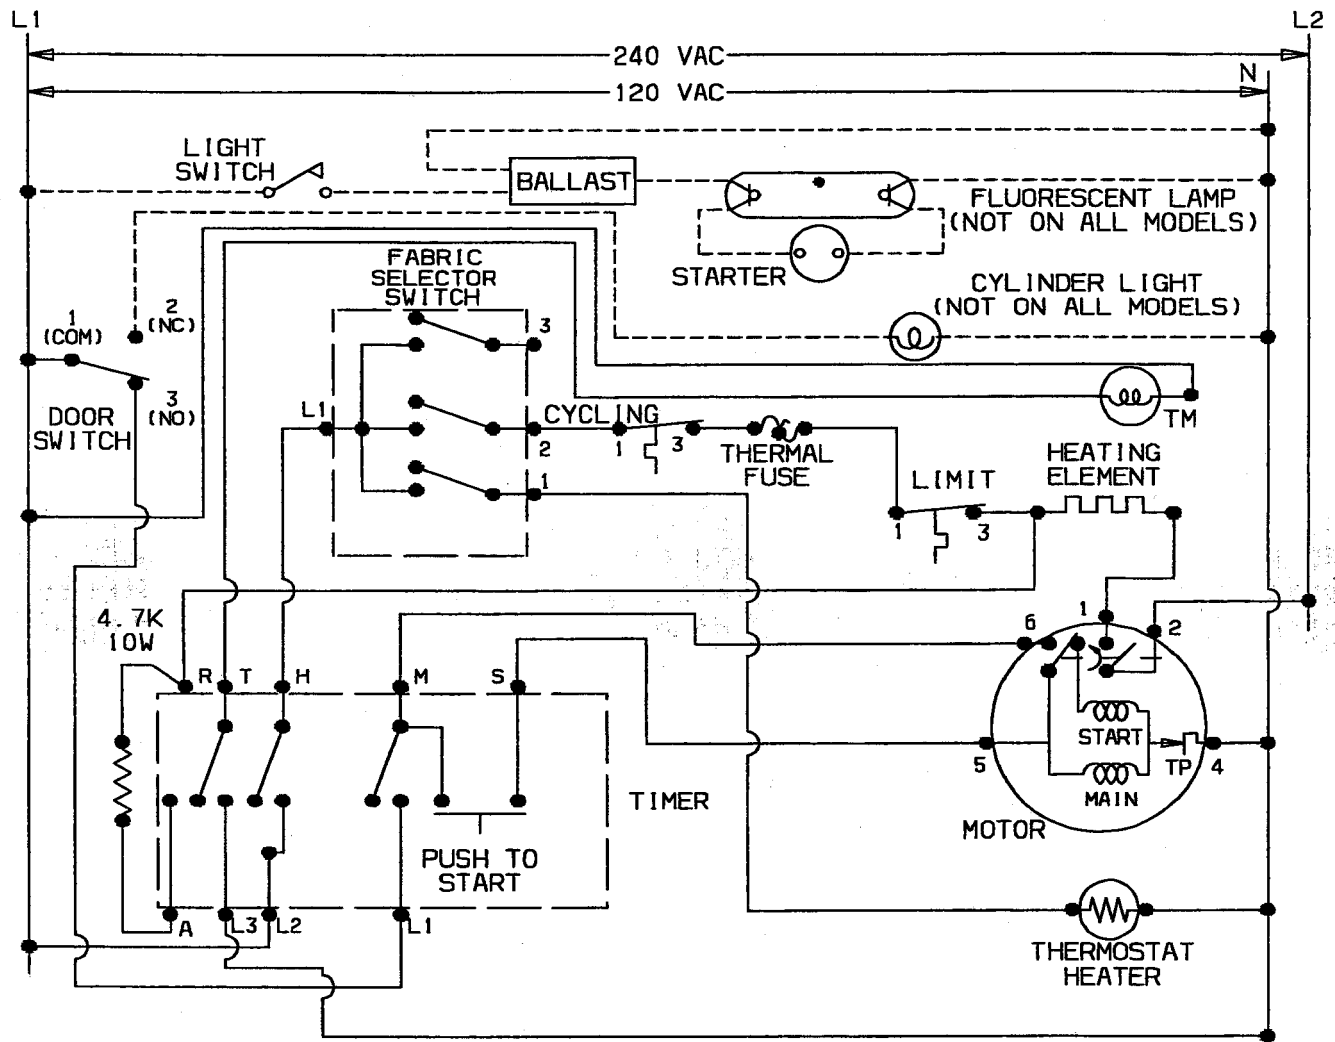 L1
L2
240 VAC
N
120 VAC
LIGHT
SWITCH
BALLAST
FLUORESCENT LAMP
(NOT ON ALL MODELS)
STARTER
FABRIC
SELECTOR
SWITCH
CYLINDER LIGHT
(NOT ON ALL MODELS)
1
(COM)
2
(NC)
3
(NO)
DOOR
SWITCH
3
L1
CYCLING
2
1
3
THERMAL
FUSE
TM
HEATING
ELEMENT
1
LIMIT
1
3
4.7K
10W
6
1
2
R
T
H
M
S
START
5
TP
4
MAIN
TIMER
MOTOR
PUSH TO
START
A
L3
L2
L1
THERMOSTAT
HEATER